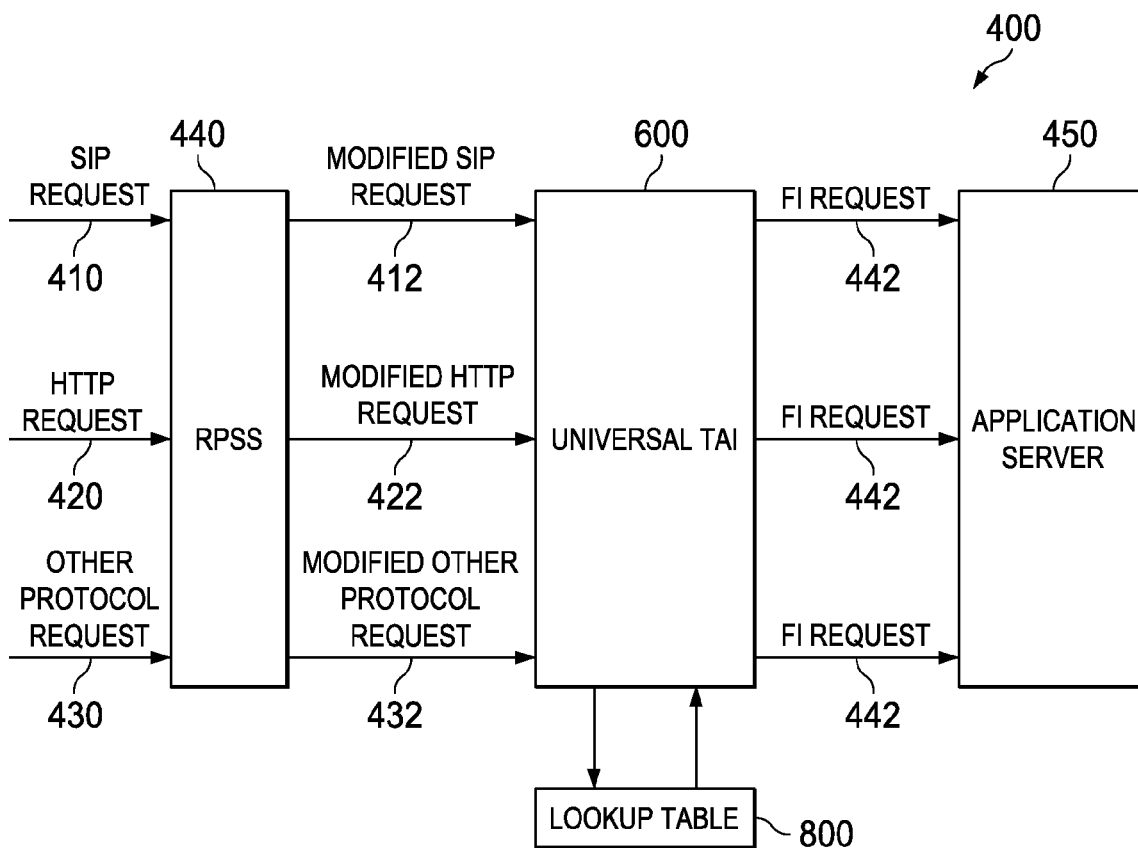 400
440
600
450
SIP
REQUEST
MODIFIED SIP
REQUEST
FI REQUEST
410
412
442
HTTP
REQUEST
MODIFIED HTTP
REQUEST
FI REQUEST
RPSS
UNIVERSAL TAI
APPLICATION
SERVER
420
422
442
OTHER
PROTOCOL
REQUEST
MODIFIED OTHER
PROTOCOL
REQUEST
FI REQUEST
430
432
442
LOOKUP TABLE
800